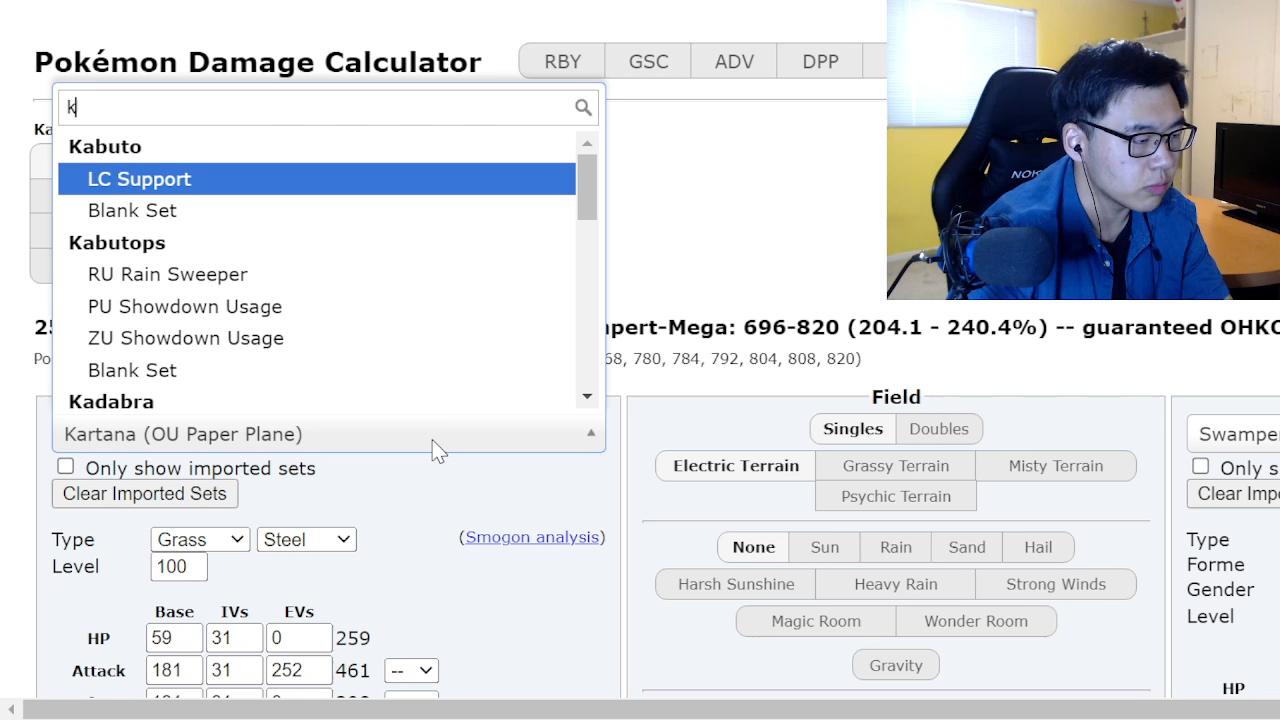 Pokémon Damage Calculator
RBY GSC ADV DPP
k
Kabuto
LC Support
Blank Set
Kabutops
RU Rain Sweeper
PU Showdown Usage
ZU Showdown Usage
Blank Set
Kadabra
Kartana (OU Paper Plane)
Only show imported sets
Clear Imported Sets
Type Grass Steel (Smogon analysis)
Level 100
Base IVs EVs
HP 59 31 0 259
Attack 181 31 252 461 --
696-820 (204.1 - 240.4%) -- guaranteed OHKO
780, 784, 792, 804, 808, 820)
Field
Singles Doubles
Electric Terrain Grassy Terrain Misty Terrain
Psychic Terrain
None Sun Rain Sand Hail
Harsh Sunshine Heavy Rain Strong Winds
Magic Room Wonder Room
Gravity
Swamper
Only s
Clear Impo
Type
Forme
Gender
Level
HP